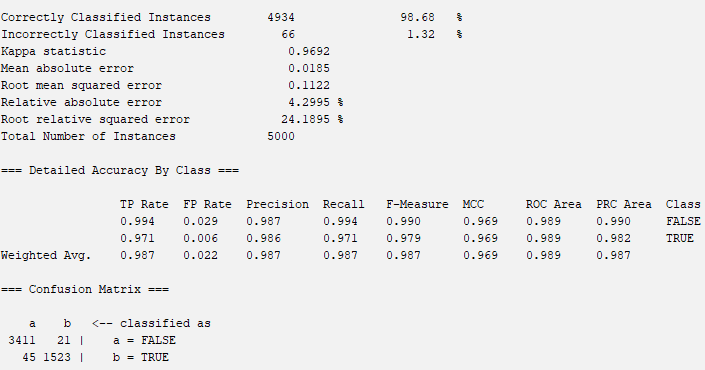 Correctly Classified Instances 4934 98.68 %
Incorrectly Classified Instances 66 1.32 %
Kappa statistic 0.9692
Mean absolute error 0.0185
Root mean squared error 0.1122
Relative absolute error 4.2995 %
Root relative squared error 24.1895 %
Total Number of Instances 5000
=== Detailed Accuracy By Class ===
TP Rate FP Rate Precision Recall F-Measure MCC ROC Area PRC Area Class
0.994 0.029 0.987 0.994 0.990 0.969 0.989 0.990 FALSE
0.971 0.006 0.986 0.971 0.979 0.969 0.989 0.982 TRUE
Weighted Avg. 0.987 0.022 0.987 0.987 0.987 0.969 0.989 0.987
=== Confusion Matrix ===
a b <-- classified as
3411 21 | a = FALSE
45 1523 | b = TRUE